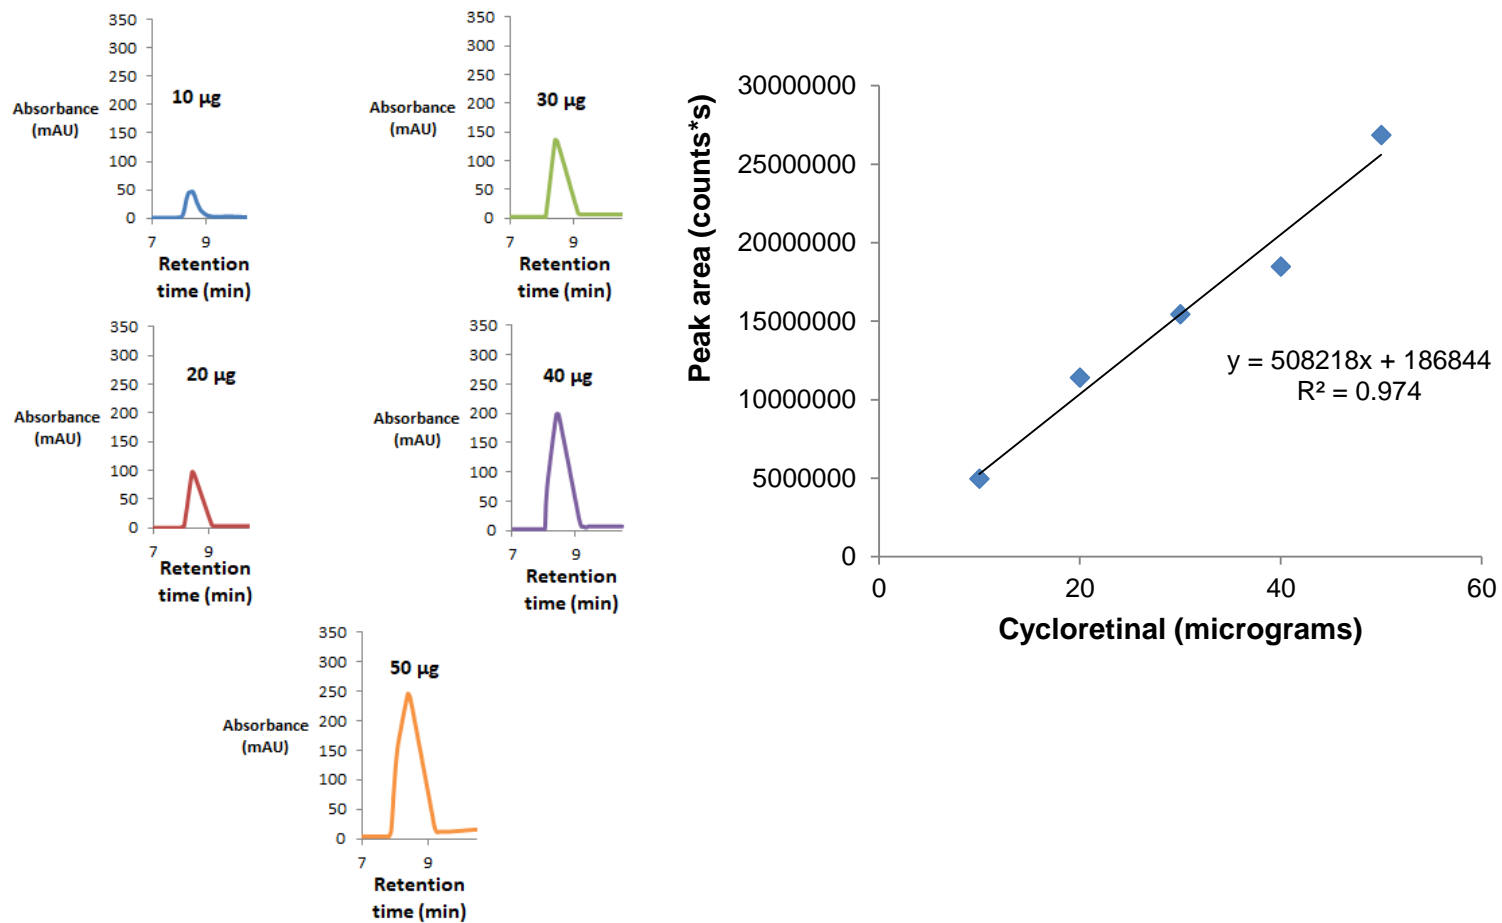 350
300
250
200
150
100
50
0
10 µg
Absorbance
(mAU)
7
9
Retention
time (min)
350
300
250
200
150
100
50
0
30 µg
Absorbance
(mAU)
7
9
Retention
time (min)
350
300
250
200
150
100
50
0
20 µg
Absorbance
(mAU)
7
9
Retention
time (min)
350
300
250
200
150
100
50
0
40 µg
Absorbance
(mAU)
7
9
Retention
time (min)
350
300
250
200
150
100
50
0
50 µg
Absorbance
(mAU)
7
9
Retention
time (min)
Peak area (counts*s)
30000000
25000000
20000000
15000000
10000000
5000000
0
y = 508218x + 186844
R² = 0.974
0
20
40
60
Cycloretinal (micrograms)